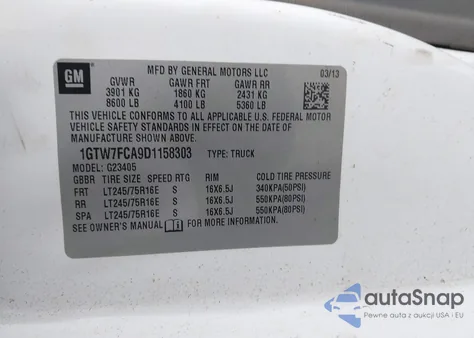 GM
MFD BY GENERAL MOTORS LLC 03/13
GVWR GAWR FRT GAWR RR
3901 KG 1860 KG 2431 KG
8600 LB 4100 LB 5360 LB
THIS VEHICLE CONFORMS TO ALL APPLICABLE U.S. FEDERAL MOTOR
VEHICLE SAFETY STANDARDS IN EFFECT ON THE DATE OF
MANUFACTURE SHOWN ABOVE.
1GTW7FCA9D1158303 TYPE: TRUCK
MODEL: G23405
GBBR TIRE SIZE SPEED RTG RIM COLD TIRE PRESSURE
FRT LT245/75R16E S 16X6.5J 340KPA(50PSI)
RR LT245/75R16E S 16X6.5J 550KPA(80PSI)
SPA LT245/75R16E S 16X6.5J 550KPA(80PSI)
SEE OWNER'S MANUAL FOR MORE INFORMATION.
autaSnap
Pewne auta z aukcji USA i EU